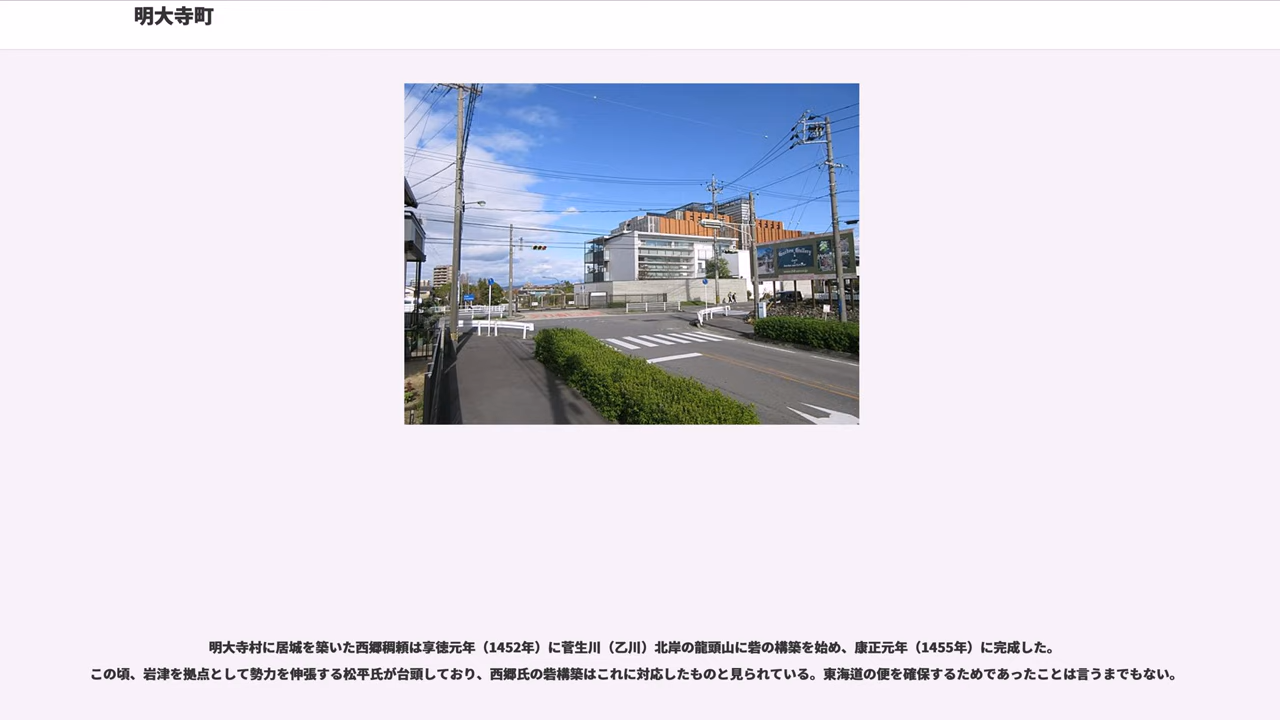 明大寺町
明大寺村に居城を築いた西郷稠頼は享徳元年（1452年）に菅生川（乙川）北岸の龍頭山に砦の構築を始め、康正元年（1455年）に完成した。
この頃、岩津を拠点として勢力を伸張する松平氏が台頭しており、西郷氏の砦構築はこれに対応したものと見られている。東海道の便を確保するためであったことは言うまでもない。